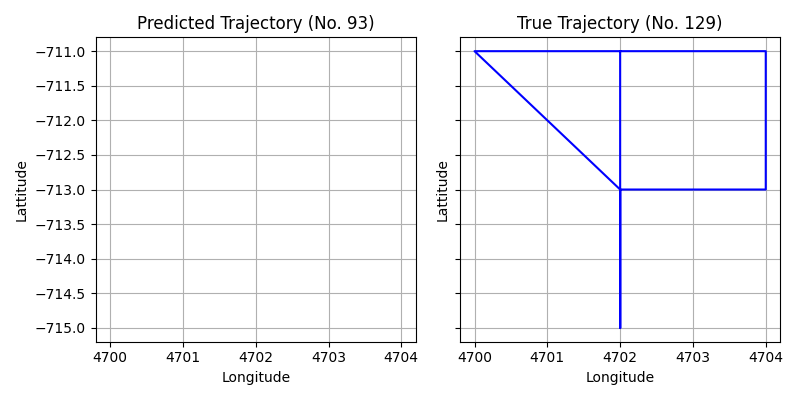 Predicted Trajectory (No. 93)
True Trajectory (No. 129)
−711.0
−711.5
−712.0
−712.5
−713.0
−713.5
−714.0
−714.5
−715.0
Lattitude
Lattitude
4700 4701 4702 4703 4704
4700 4701 4702 4703 4704
Longitude
Longitude